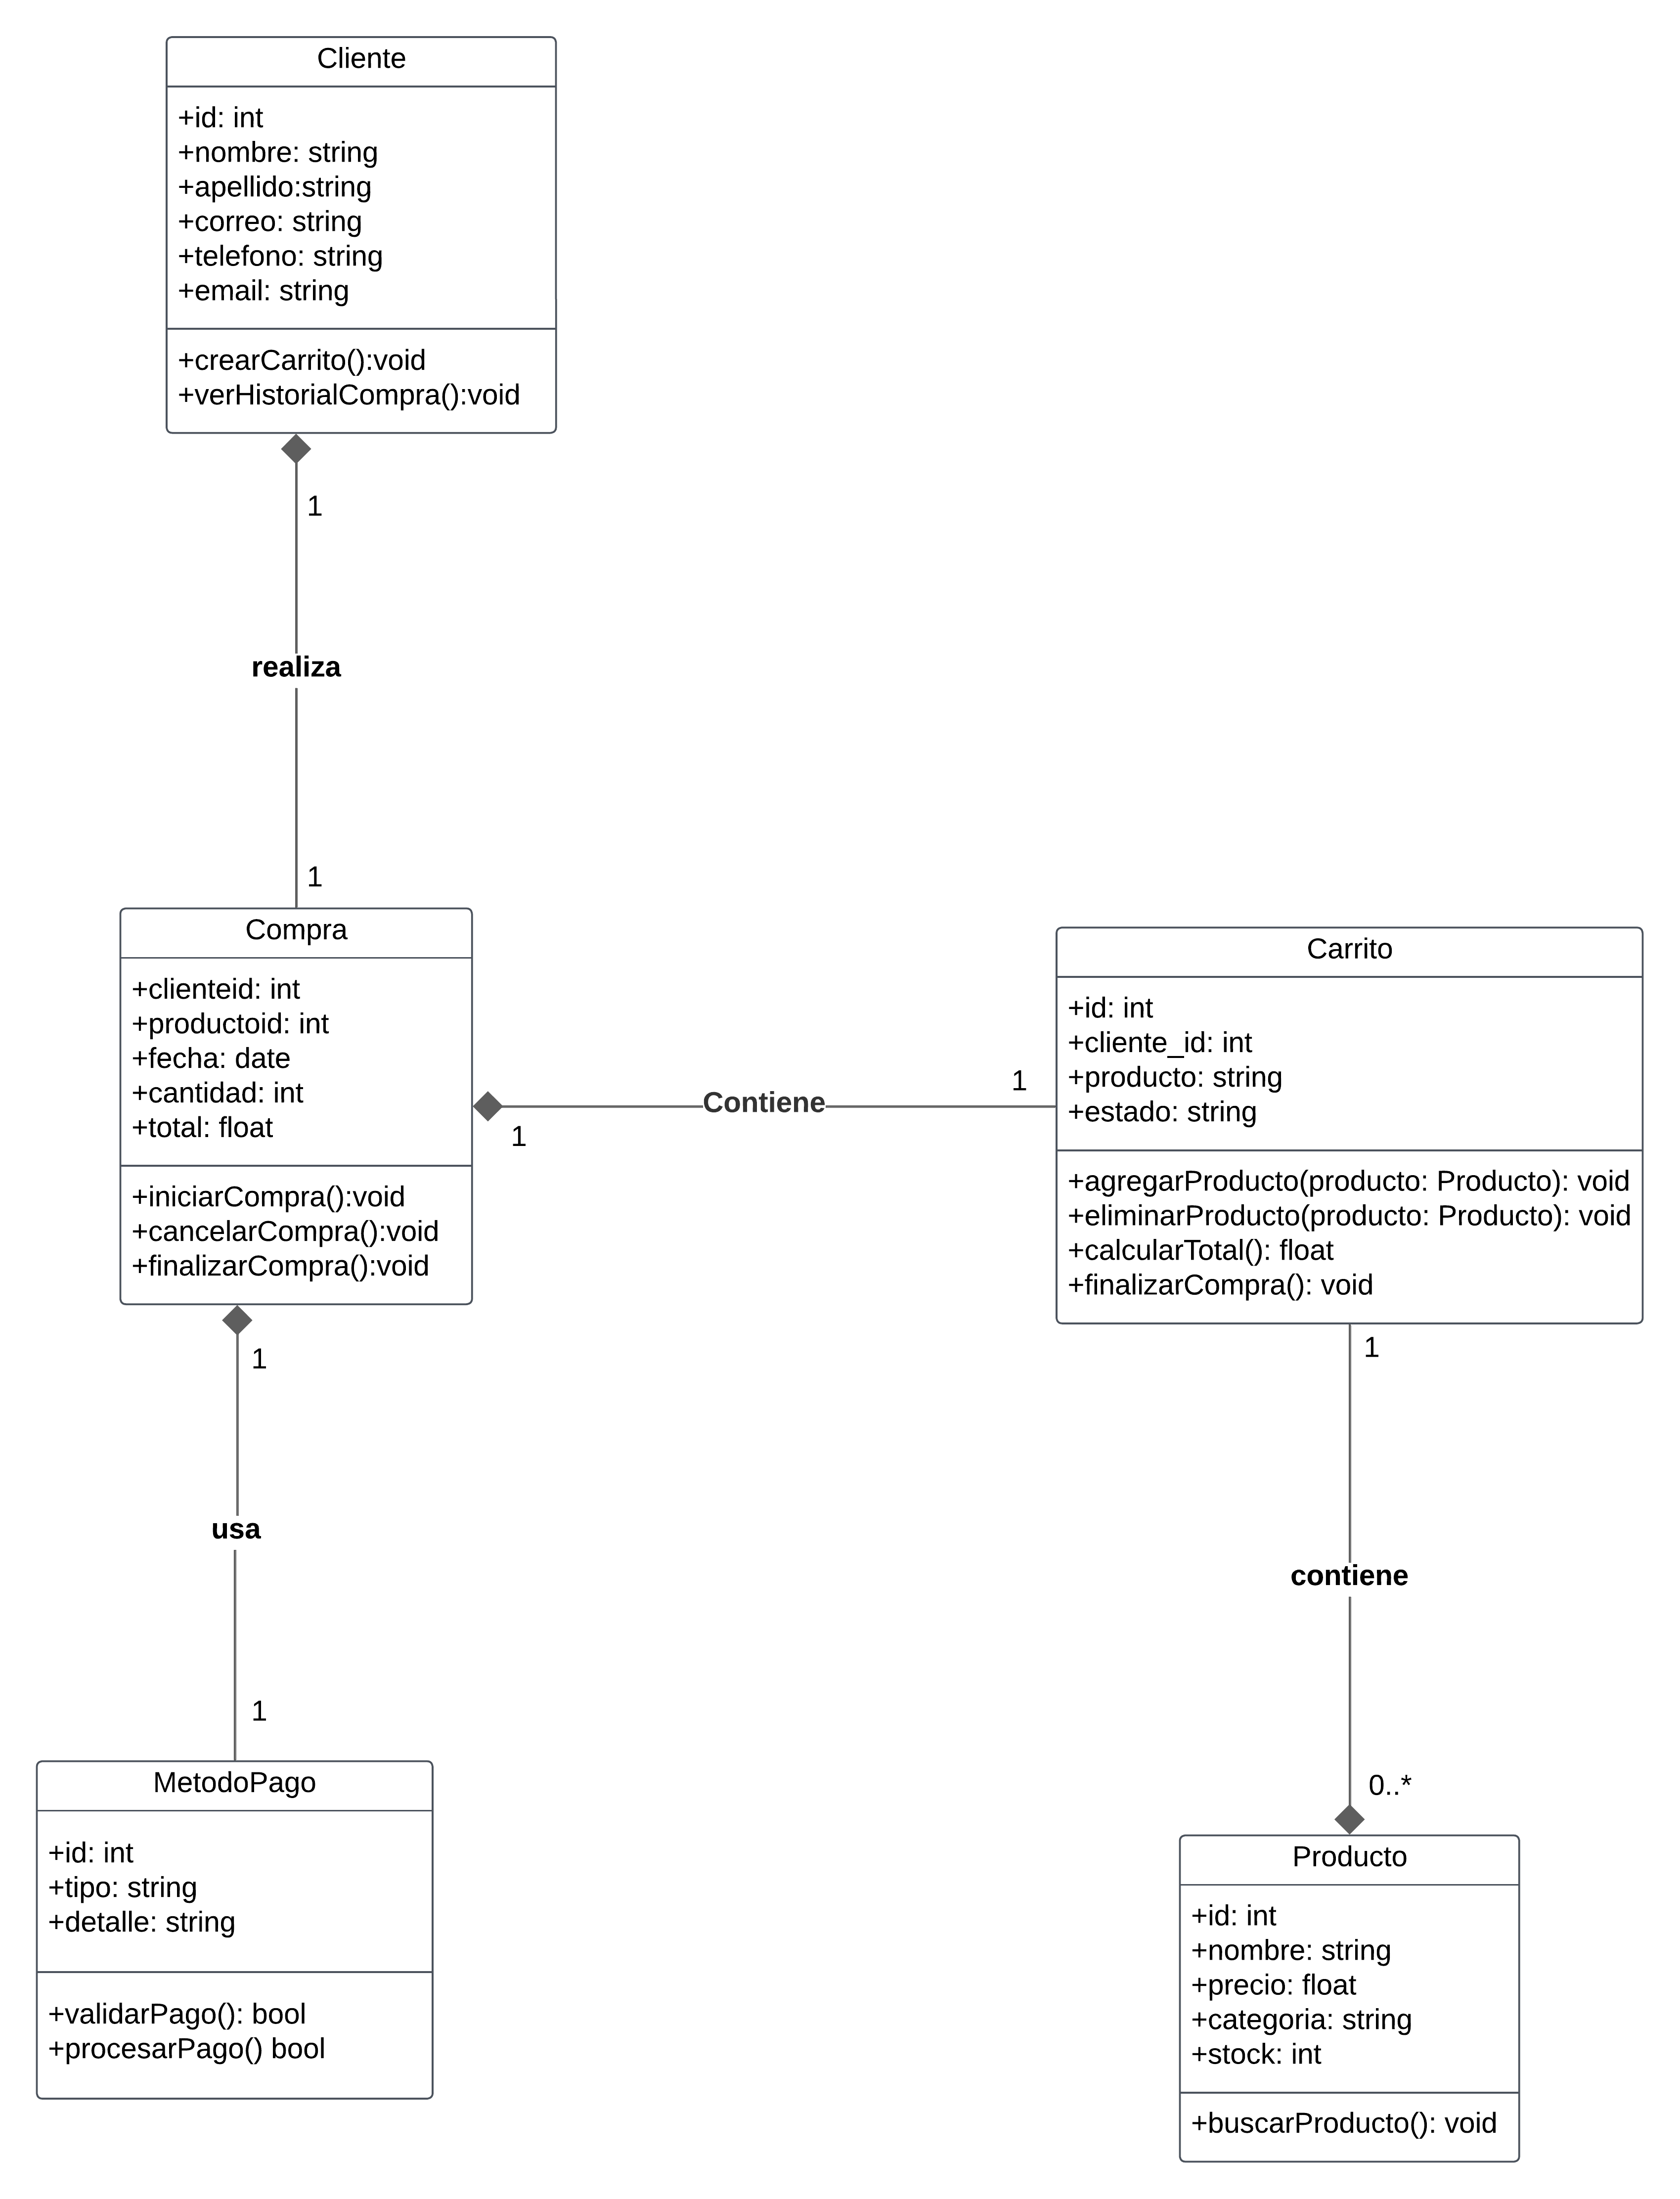 Cliente
+id: int
+nombre: string
+apellido:string
+correo: string
+telefono: string
+email: string
+crearCarrito():void
+verHistorialCompra():void
1
realiza
1
Compra
+clienteid: int
+productoid: int
+fecha: date
+cantidad: int
+total: float
+iniciarCompra():void
+cancelarCompra():void
+finalizarCompra():void
1
Contiene
1
Carrito
+id: int
+cliente_id: int
+producto: string
+estado: string
+agregarProducto(producto: Producto): void
+eliminarProducto(producto: Producto): void
+calcularTotal(): float
+finalizarCompra(): void
1
usa
1
MetodoPago
+id: int
+tipo: string
+detalle: string
+validarPago(): bool
+procesarPago() bool
1
contiene
0..*
Producto
+id: int
+nombre: string
+precio: float
+categoria: string
+stock: int
+buscarProducto(): void